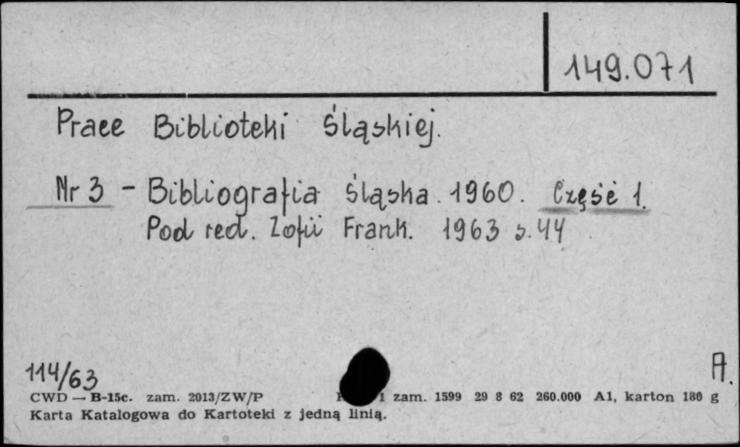 149.071
Prace Biblioteki Śląskiej.
Nr 3 - Bibliografia śląska 1960. Część 1.
Pod red. Zofii Frank. 1963 s. 44
114/63
A.
CWD — B-15c. zam. 2013/ZW/P 1 zam. 1599 29 8 62 260.000 A1, karton 180 g
Karta Katalogowa do Kartoteki z jedną linią.